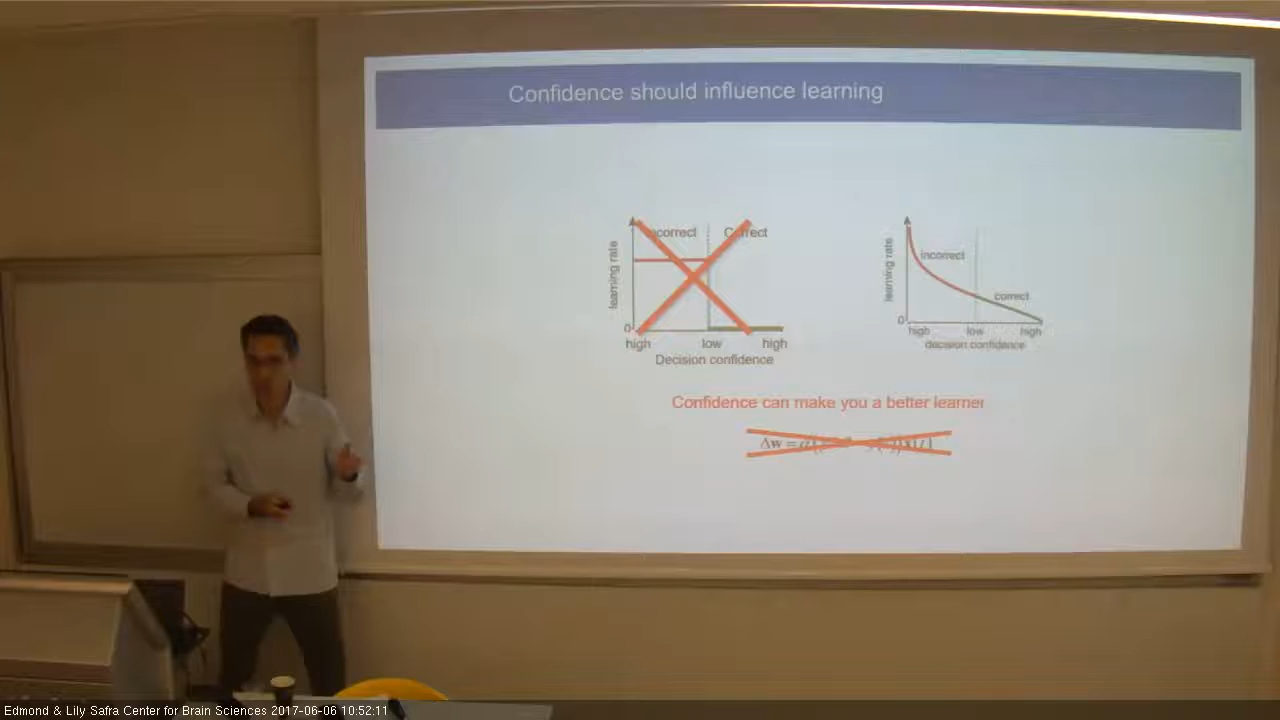 Confidence should influence learning
incorrect
Correct
learning rate
0
high
low
high
Decision confidence
learning rate
incorrect
correct
0
high
low
high
decision confidence
Confidence can make you a better learner
Δw =
Edmond & Lily Safra Center for Brain Sciences 2017-06-06 10:52:11